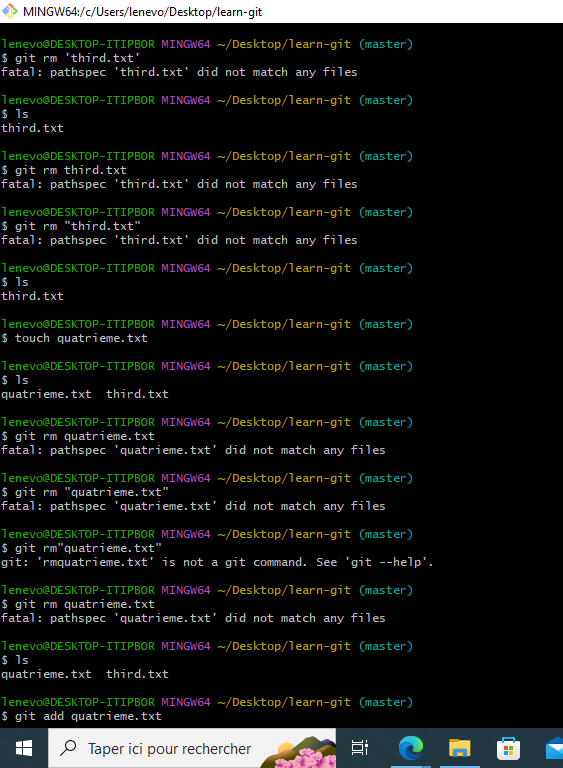 MINGW64:/c/Users/lenevo/Desktop/learn-git
lenevo@DESKTOP-ITIPBOR MINGW64 ~/Desktop/learn-git (master)
$ git rm 'third.txt'
fatal: pathspec 'third.txt' did not match any files
lenevo@DESKTOP-ITIPBOR MINGW64 ~/Desktop/learn-git (master)
$ ls
third.txt
lenevo@DESKTOP-ITIPBOR MINGW64 ~/Desktop/learn-git (master)
$ git rm third.txt
fatal: pathspec 'third.txt' did not match any files
lenevo@DESKTOP-ITIPBOR MINGW64 ~/Desktop/learn-git (master)
$ git rm "third.txt"
fatal: pathspec 'third.txt' did not match any files
lenevo@DESKTOP-ITIPBOR MINGW64 ~/Desktop/learn-git (master)
$ ls
third.txt
lenevo@DESKTOP-ITIPBOR MINGW64 ~/Desktop/learn-git (master)
$ touch quatrieme.txt
lenevo@DESKTOP-ITIPBOR MINGW64 ~/Desktop/learn-git (master)
$ ls
quatrieme.txt  third.txt
lenevo@DESKTOP-ITIPBOR MINGW64 ~/Desktop/learn-git (master)
$ git rm quatrieme.txt
fatal: pathspec 'quatrieme.txt' did not match any files
lenevo@DESKTOP-ITIPBOR MINGW64 ~/Desktop/learn-git (master)
$ git rm "quatrieme.txt"
fatal: pathspec 'quatrieme.txt' did not match any files
lenevo@DESKTOP-ITIPBOR MINGW64 ~/Desktop/learn-git (master)
$ git rm"quatrieme.txt"
git: 'rmquatrieme.txt' is not a git command. See 'git --help'.
lenevo@DESKTOP-ITIPBOR MINGW64 ~/Desktop/learn-git (master)
$ git rm quatrieme.txt
fatal: pathspec 'quatrieme.txt' did not match any files
lenevo@DESKTOP-ITIPBOR MINGW64 ~/Desktop/learn-git (master)
$ ls
quatrieme.txt  third.txt
lenevo@DESKTOP-ITIPBOR MINGW64 ~/Desktop/learn-git (master)
$ git add quatrieme.txt
Taper ici pour rechercher